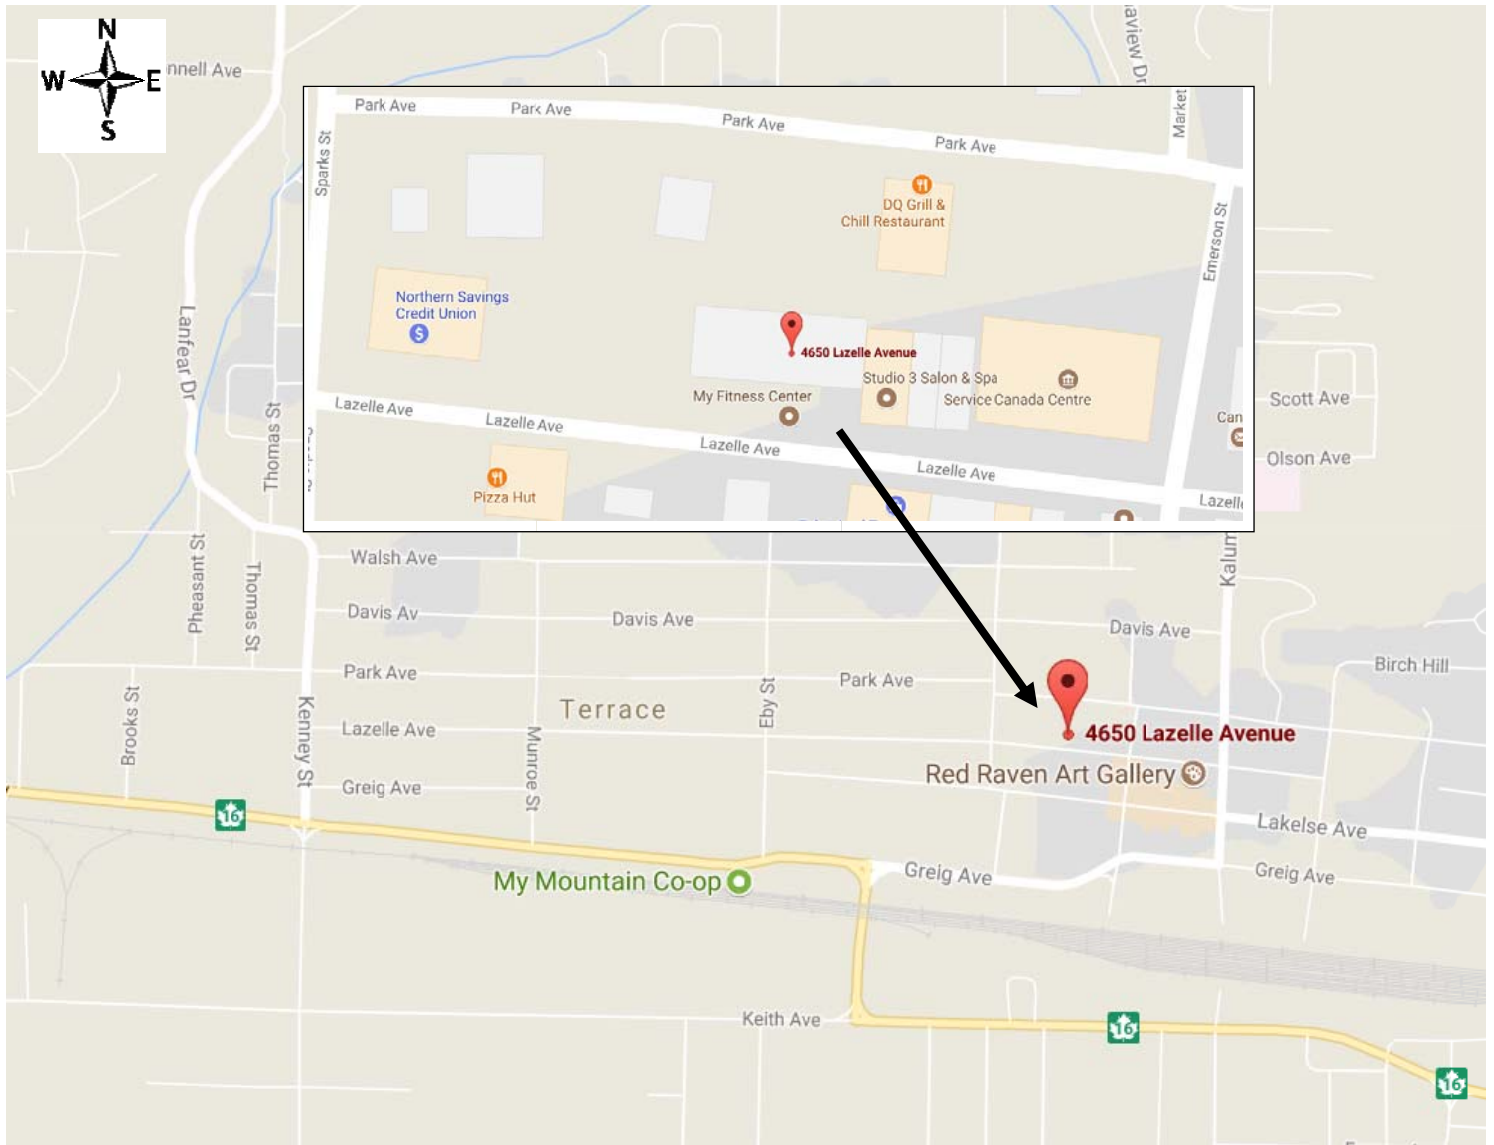 N
W
E
S
nnell Ave
aview Dr
Park Ave
Park Ave
Park Ave
Park Ave
Market
Sparks St
DQ Grill &
Chill Restaurant
Emerson St
Northern Savings
Credit Union
$
4650 Lazelle Avenue
Studio 3 Salon & Spa
My Fitness Center
Service Canada Centre
Lazelle Ave
Lazelle Ave
Lazelle Ave
Lazelle Ave
Lazelle
Can
Pizza Hut
Lanfear Dr
Thomas St
Scott Ave
Olson Ave
Pheasant St
Thomas St
Walsh Ave
Kalum
Davis Av
Davis Ave
Davis Ave
Birch Hill
Park Ave
Park Ave
Brooks St
Kenney St
Terrace
Eby St
Lazelle Ave
Munroe St
4650 Lazelle Avenue
Red Raven Art Gallery
Greig Ave
16
Lakelse Ave
My Mountain Co-op
Greig Ave
Greig Ave
Keith Ave
16
16